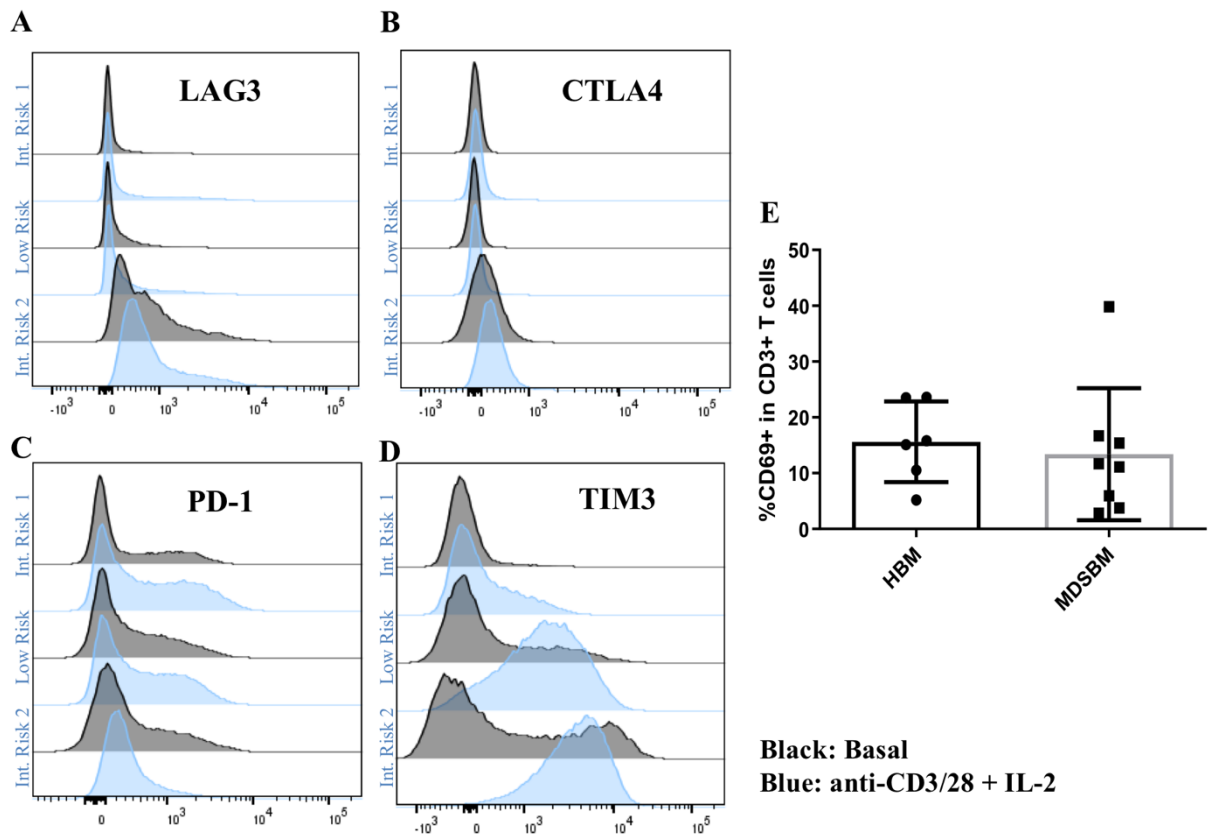 A
LAG3
Int. Risk 1
Low Risk
Int. Risk 2
-10³ 0 10³ 10⁴ 10⁵
B
CTLA4
Int. Risk 1
Low Risk
Int. Risk 2
-10³ 0 10³ 10⁴ 10⁵
C
PD-1
Int. Risk 1
Low Risk
Int. Risk 2
0 10³ 10⁴ 10⁵
D
TIM3
Int. Risk 1
Low Risk
Int. Risk 2
-10³ 0 10³ 10⁴ 10⁵
E
%CD69+ in CD3+ T cells
50
40
30
20
10
0
HBM
MDSBM
Black: Basal
Blue: anti-CD3/28 + IL-2